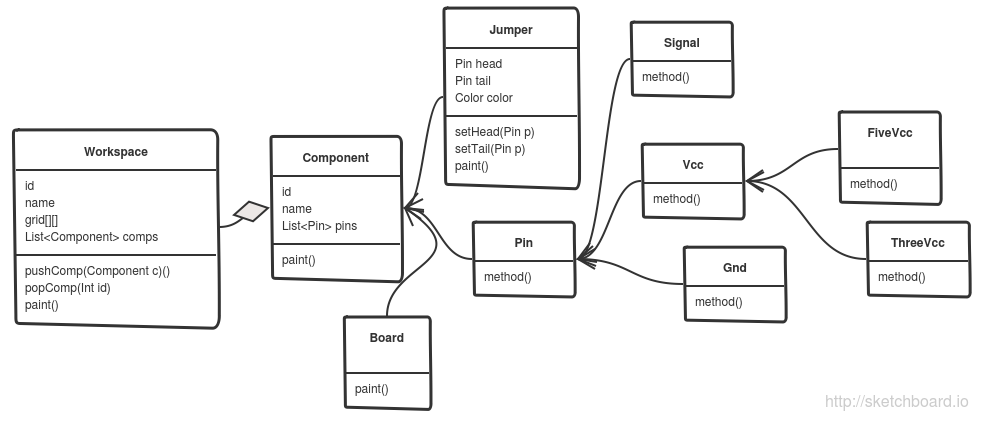 Workspace
id
name
grid[][]
List<Component> comps
pushComp(Component c)()
popComp(Int id)
paint()
Component
id
name
List<Pin> pins
paint()
Jumper
Pin head
Pin tail
Color color
setHead(Pin p)
setTail(Pin p)
paint()
Board
paint()
Pin
method()
Signal
method()
Vcc
method()
Gnd
method()
FiveVcc
method()
ThreeVcc
method()
http://sketchboard.io